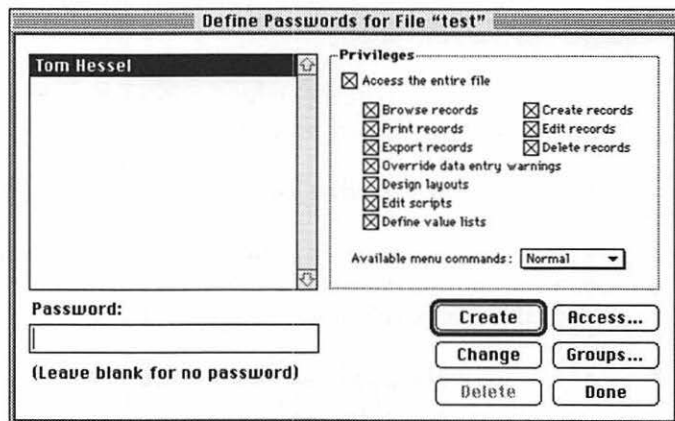 Define Passwords for File “test”
Tom Hessel
Privileges
Access the entire file
Browse records
Create records
Print records
Edit records
Export records
Delete records
Override data entry warnings
Design layouts
Edit scripts
Define value lists
Available menu commands: Normal
Password:
(Leave blank for no password)
Create
Access...
Change
Groups...
Delete
Done